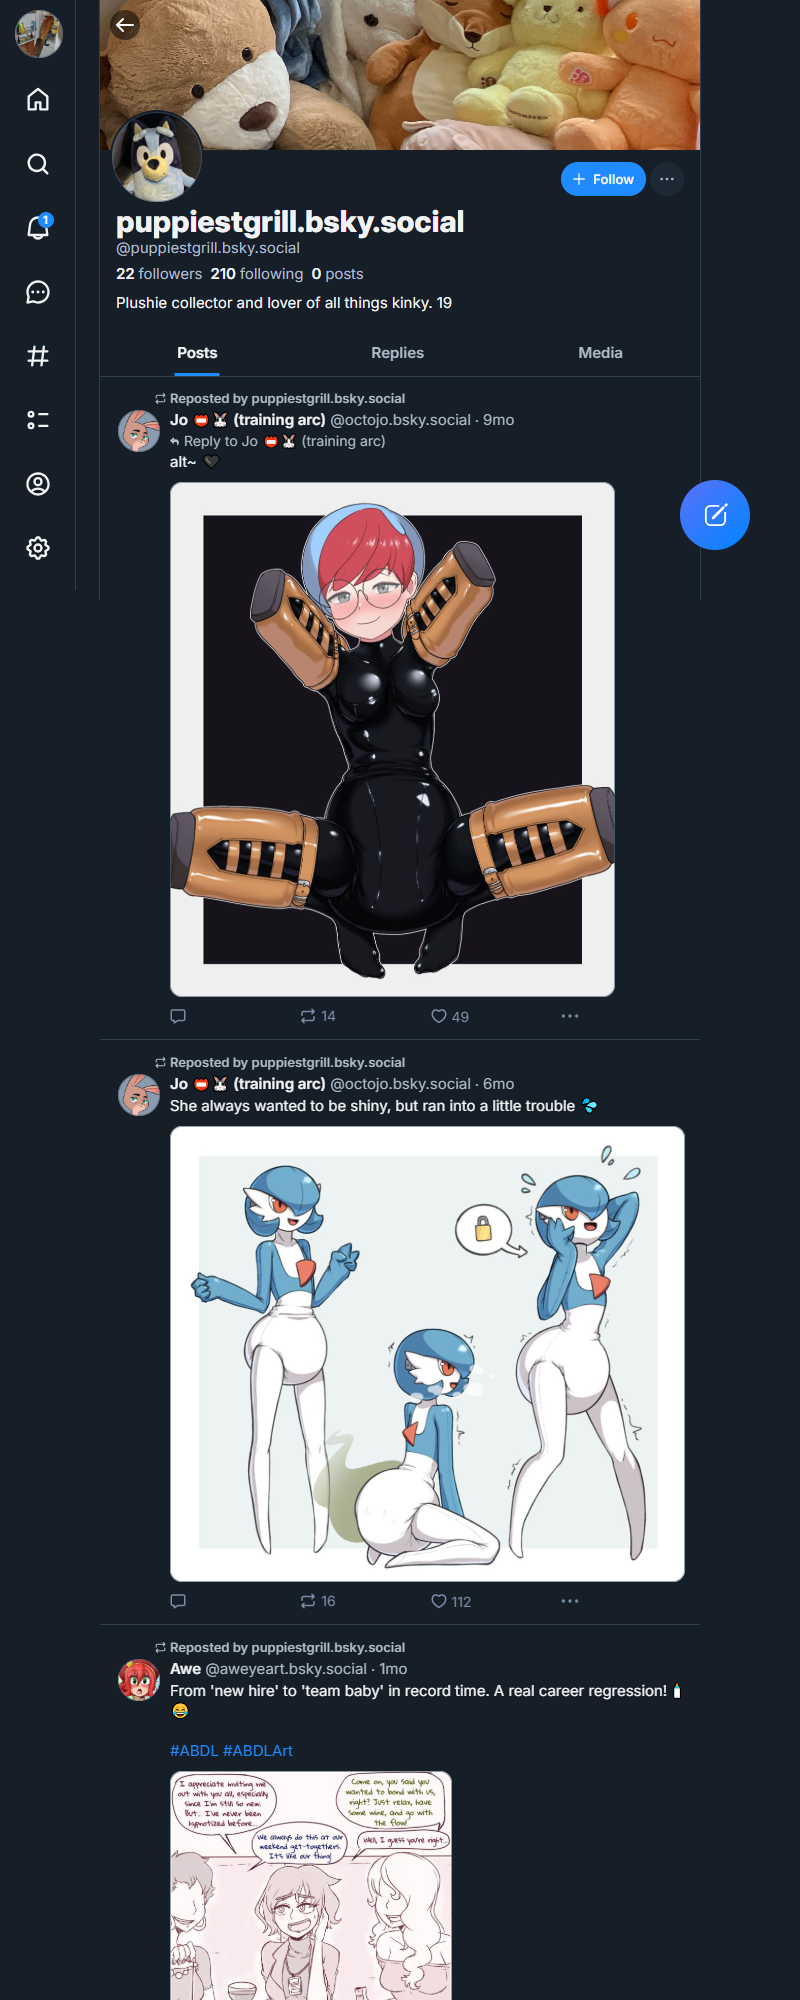 + Follow
puppiestgrill.bsky.social
@puppiestgrill.bsky.social
22 followers 210 following 0 posts
Plushie collector and lover of all things kinky. 19
Posts Replies Media
Reposted by puppiestgrill.bsky.social
Jo 📛🐰 (training arc) @octojo.bsky.social · 9mo
Reply to Jo 📛🐰 (training arc)
alt~ 🖤
14 49
Reposted by puppiestgrill.bsky.social
Jo 📛🐰 (training arc) @octojo.bsky.social · 6mo
She always wanted to be shiny, but ran into a little trouble 💦
16 112
Reposted by puppiestgrill.bsky.social
Awe @aweyeart.bsky.social · 1mo
From 'new hire' to 'team baby' in record time. A real career regression! 🍼
😂
#ABDL #ABDLArt
I appreciate inviting me
out with you all, especially
since I'm still so new.
But... I've never been
hypnotized before...
Come on, you said you
wanted to bond with us,
right? Just relax, have
some wine, and go with
the flow!
We always do this at our
weekend get-togethers.
It's like our thing!
Well, I guess you're right...
1